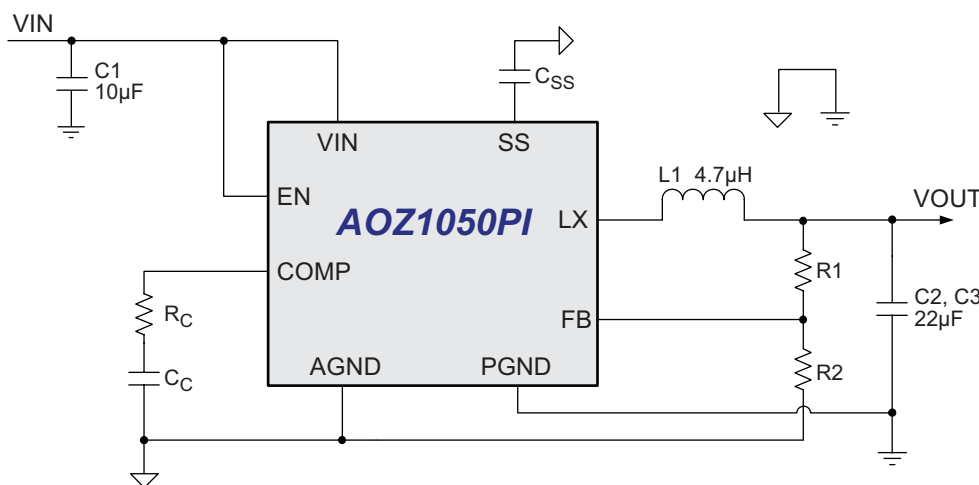 VIN
C1
10µF
CSS
VIN
SS
L1 4.7µH
EN
AOZ1050PI
LX
VOUT
COMP
R1
RC
FB
C2, C3
22µF
CC
AGND
PGND
R2